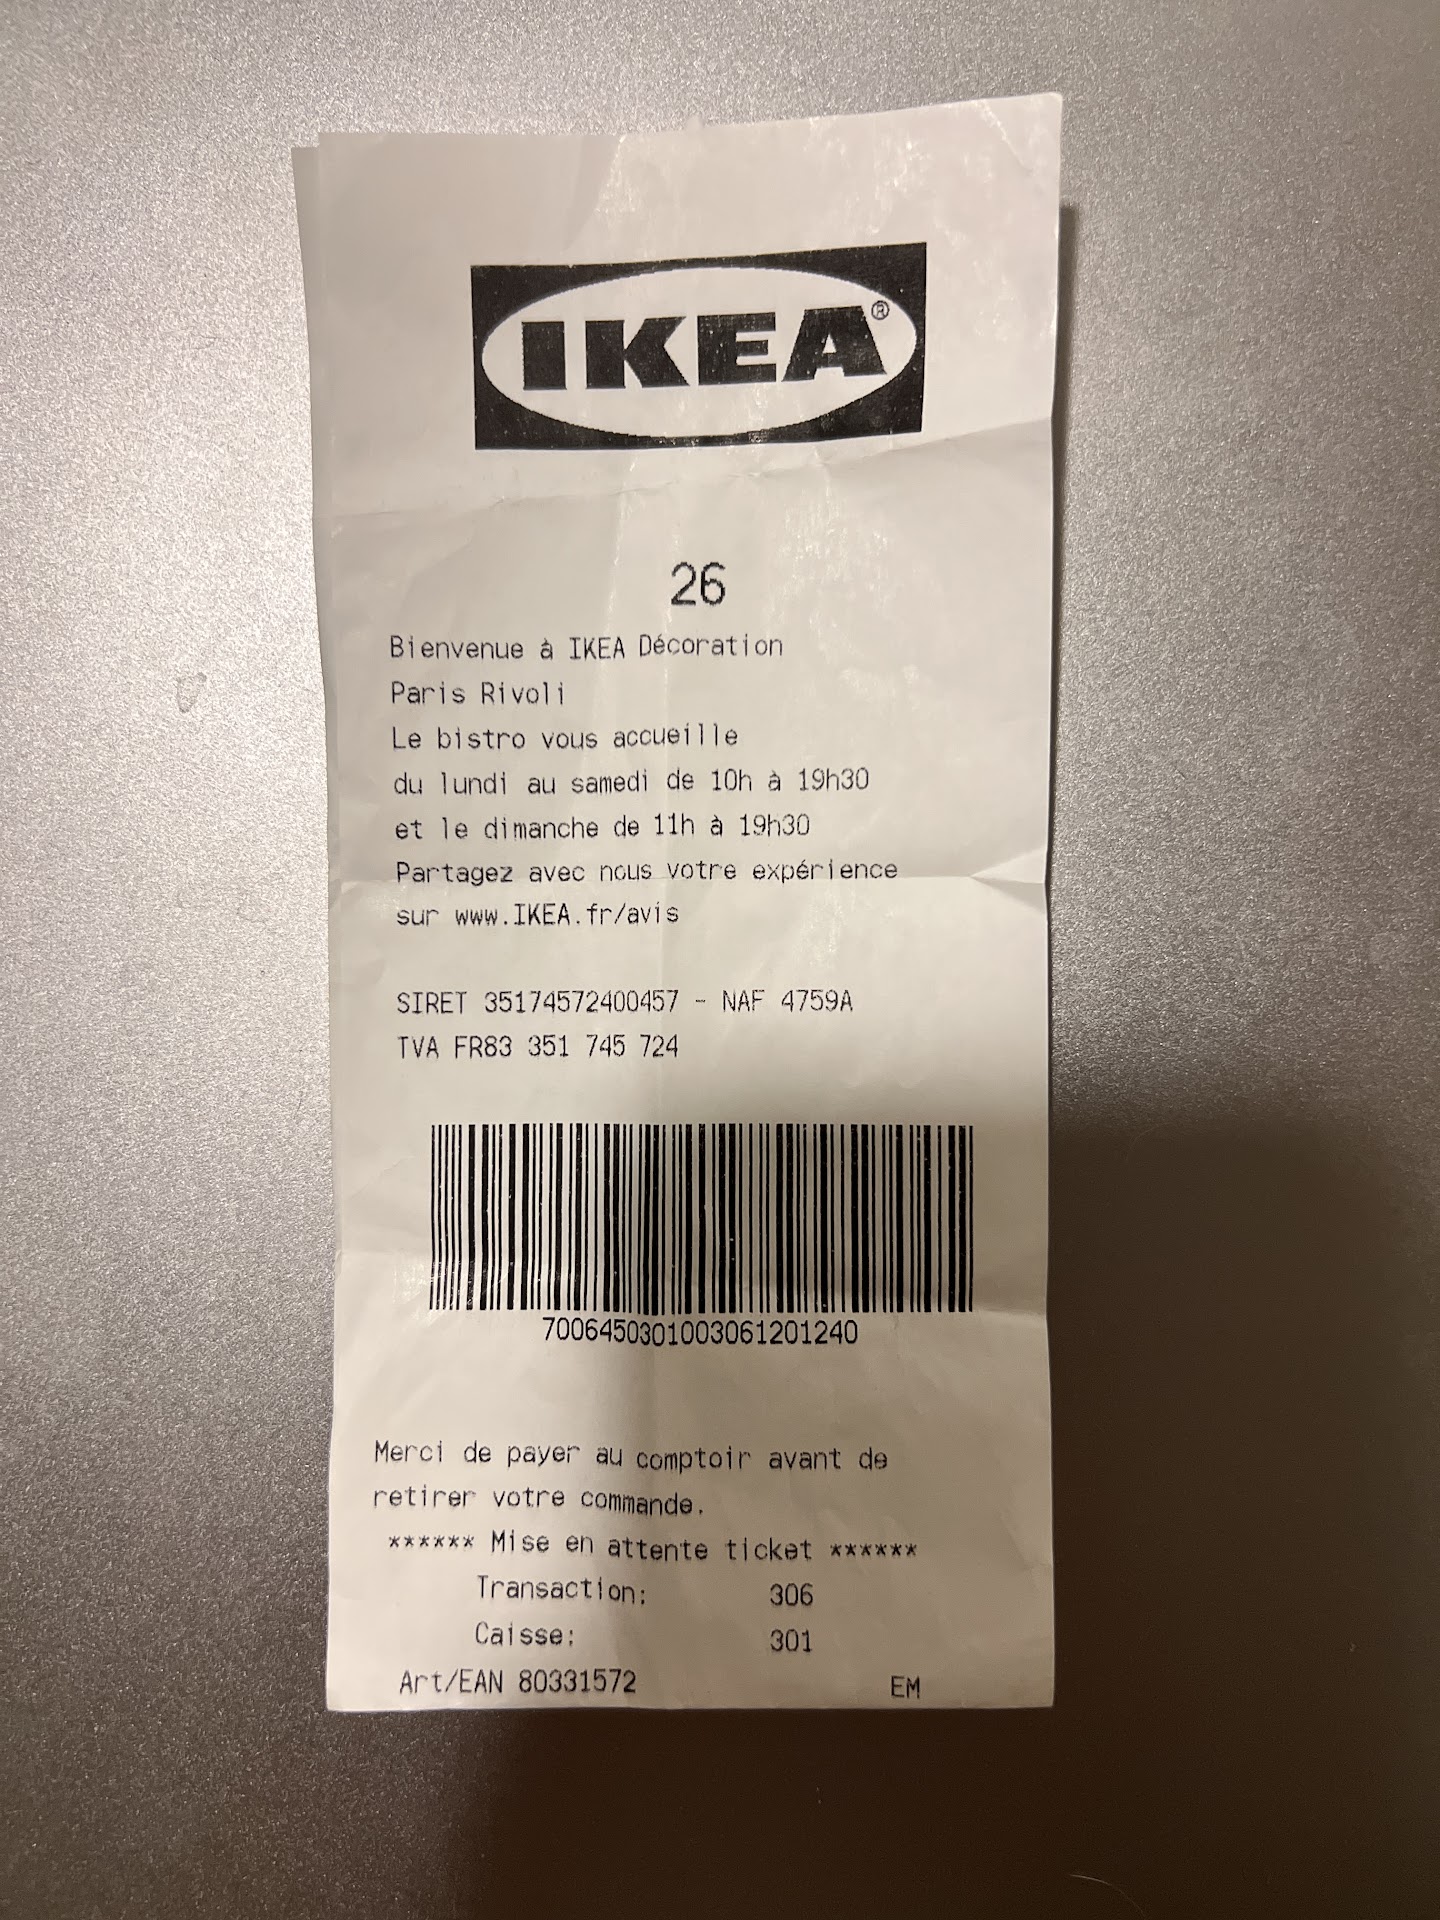 IKEA®
26
Bienvenue à IKEA Décoration
Paris Rivoli
Le bistro vous accueille
du lundi au samedi de 10h à 19h30
et le dimanche de 11h à 19h30
Partagez avec nous votre expérience
sur www.IKEA.fr/avis
SIRET 35174572400457 - NAF 4759A
TVA FR83 351 745 724
7006450301003061201240
Merci de payer au comptoir avant de
retirer votre commande.
****** Mise en attente ticket ******
Transaction: 306
Caisse: 301
Art/EAN 80331572 EM